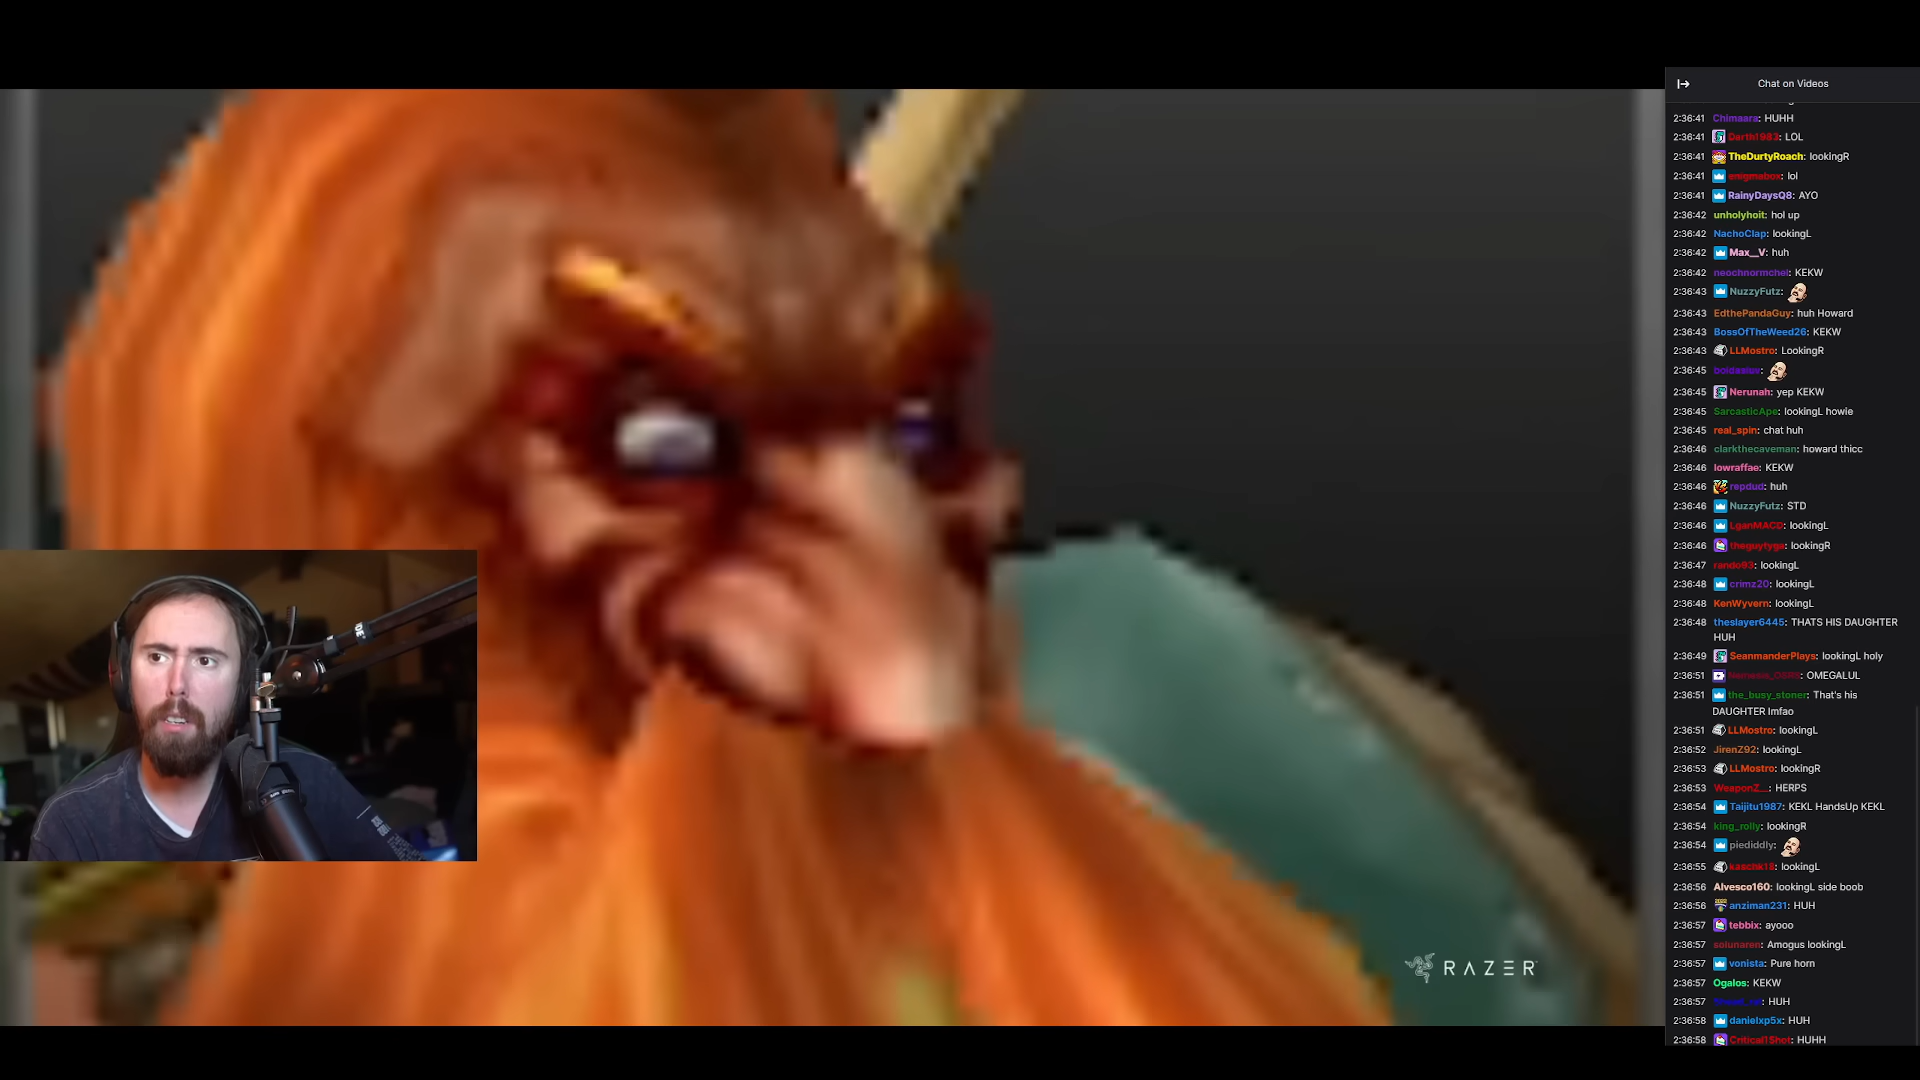 Chat on Videos
2:36:41 Chimaara: HUHH
2:36:41 Darth1983: LOL
2:36:41 TheDurtyRoach: lookingR
2:36:41 enigmabox: lol
2:36:41 RainyDaysQ8: AYO
2:36:42 unholyhoit: hol up
2:36:42 NachoClap: lookingL
2:36:42 Max__V: huh
2:36:42 neochnormchel: KEKW
2:36:43 NuzzyFutz:
2:36:43 EdthePandaGuy: huh Howard
2:36:43 BossOfTheWeed26: KEKW
2:36:43 LLMostro: LookingR
2:36:45
2:36:45 Nerunah: yep KEKW
2:36:45 SarcasticApe: lookingL howie
2:36:45 real_spin: chat huh
2:36:46 clarkthecaveman: howard thicc
2:36:46 lowraffae: KEKW
2:36:46 repdud: huh
2:36:46 NuzzyFutz: STD
2:36:46 LganMACD: lookingL
2:36:46 theguytyga: lookingR
2:36:47 rando93: lookingL
2:36:48 crimz20: lookingL
2:36:48 KenWyvern: lookingL
2:36:48 theslayer6445: THATS HIS DAUGHTER
HUH
2:36:49 SeanmanderPlays: lookingL holy
2:36:51 OMEGALUL
2:36:51 the_busy_stoner: That's his
DAUGHTER lmfao
2:36:51 LLMostro: lookingL
2:36:52 JirenZ92: lookingL
2:36:53 LLMostro: lookingR
2:36:53 WeaponZ__: HERPS
2:36:54 Taijitu1987: KEKL HandsUp KEKL
2:36:54 king_rolly: lookingR
2:36:54 piediddly:
2:36:55 kaschk18: lookingL
2:36:56 Alvesco160: lookingL side boob
2:36:56 anziman231: HUH
2:36:57 tebbix: ayooo
2:36:57 solunaren: Amogus lookingL
2:36:57 vonista: Pure horn
2:36:57 Ogalos: KEKW
2:36:57 HUH
2:36:58 danielxp5x: HUH
2:36:58 Critical1Shot: HUHH
RAZER